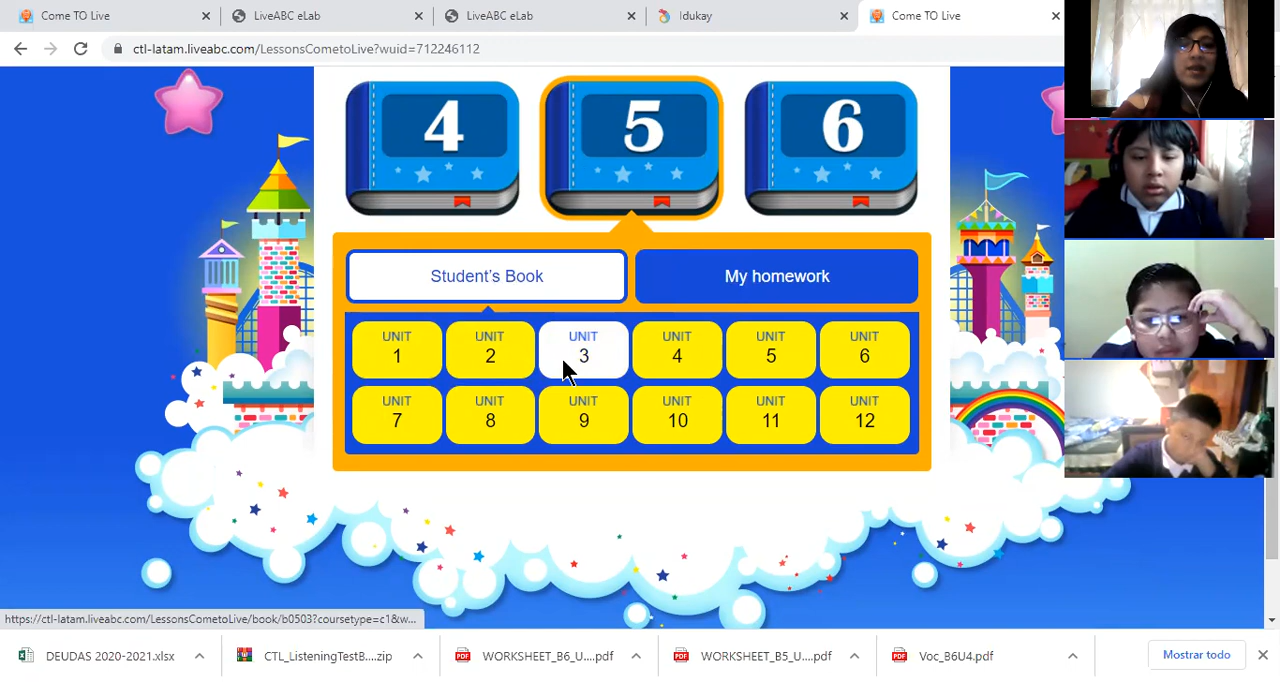 Come TO Live
LiveABC eLab
LiveABC eLab
Idukay
Come TO Live
ctl-latam.liveabc.com/LessonsCometoLive?wuid=712246112
4
5
6
Student's Book
My homework
UNIT
1
UNIT
2
UNIT
3
UNIT
4
UNIT
5
UNIT
6
UNIT
7
UNIT
8
UNIT
9
UNIT
10
UNIT
11
UNIT
12
https://ctl-latam.liveabc.com/LessonsCometoLive/book/b0503?coursetype=c1&w...
DEUDAS 2020-2021.xlsx
CTL_ListeningTestB....zip
WORKSHEET_B6_U....pdf
WORKSHEET_B5_U....pdf
Voc_B6U4.pdf
Mostrar todo